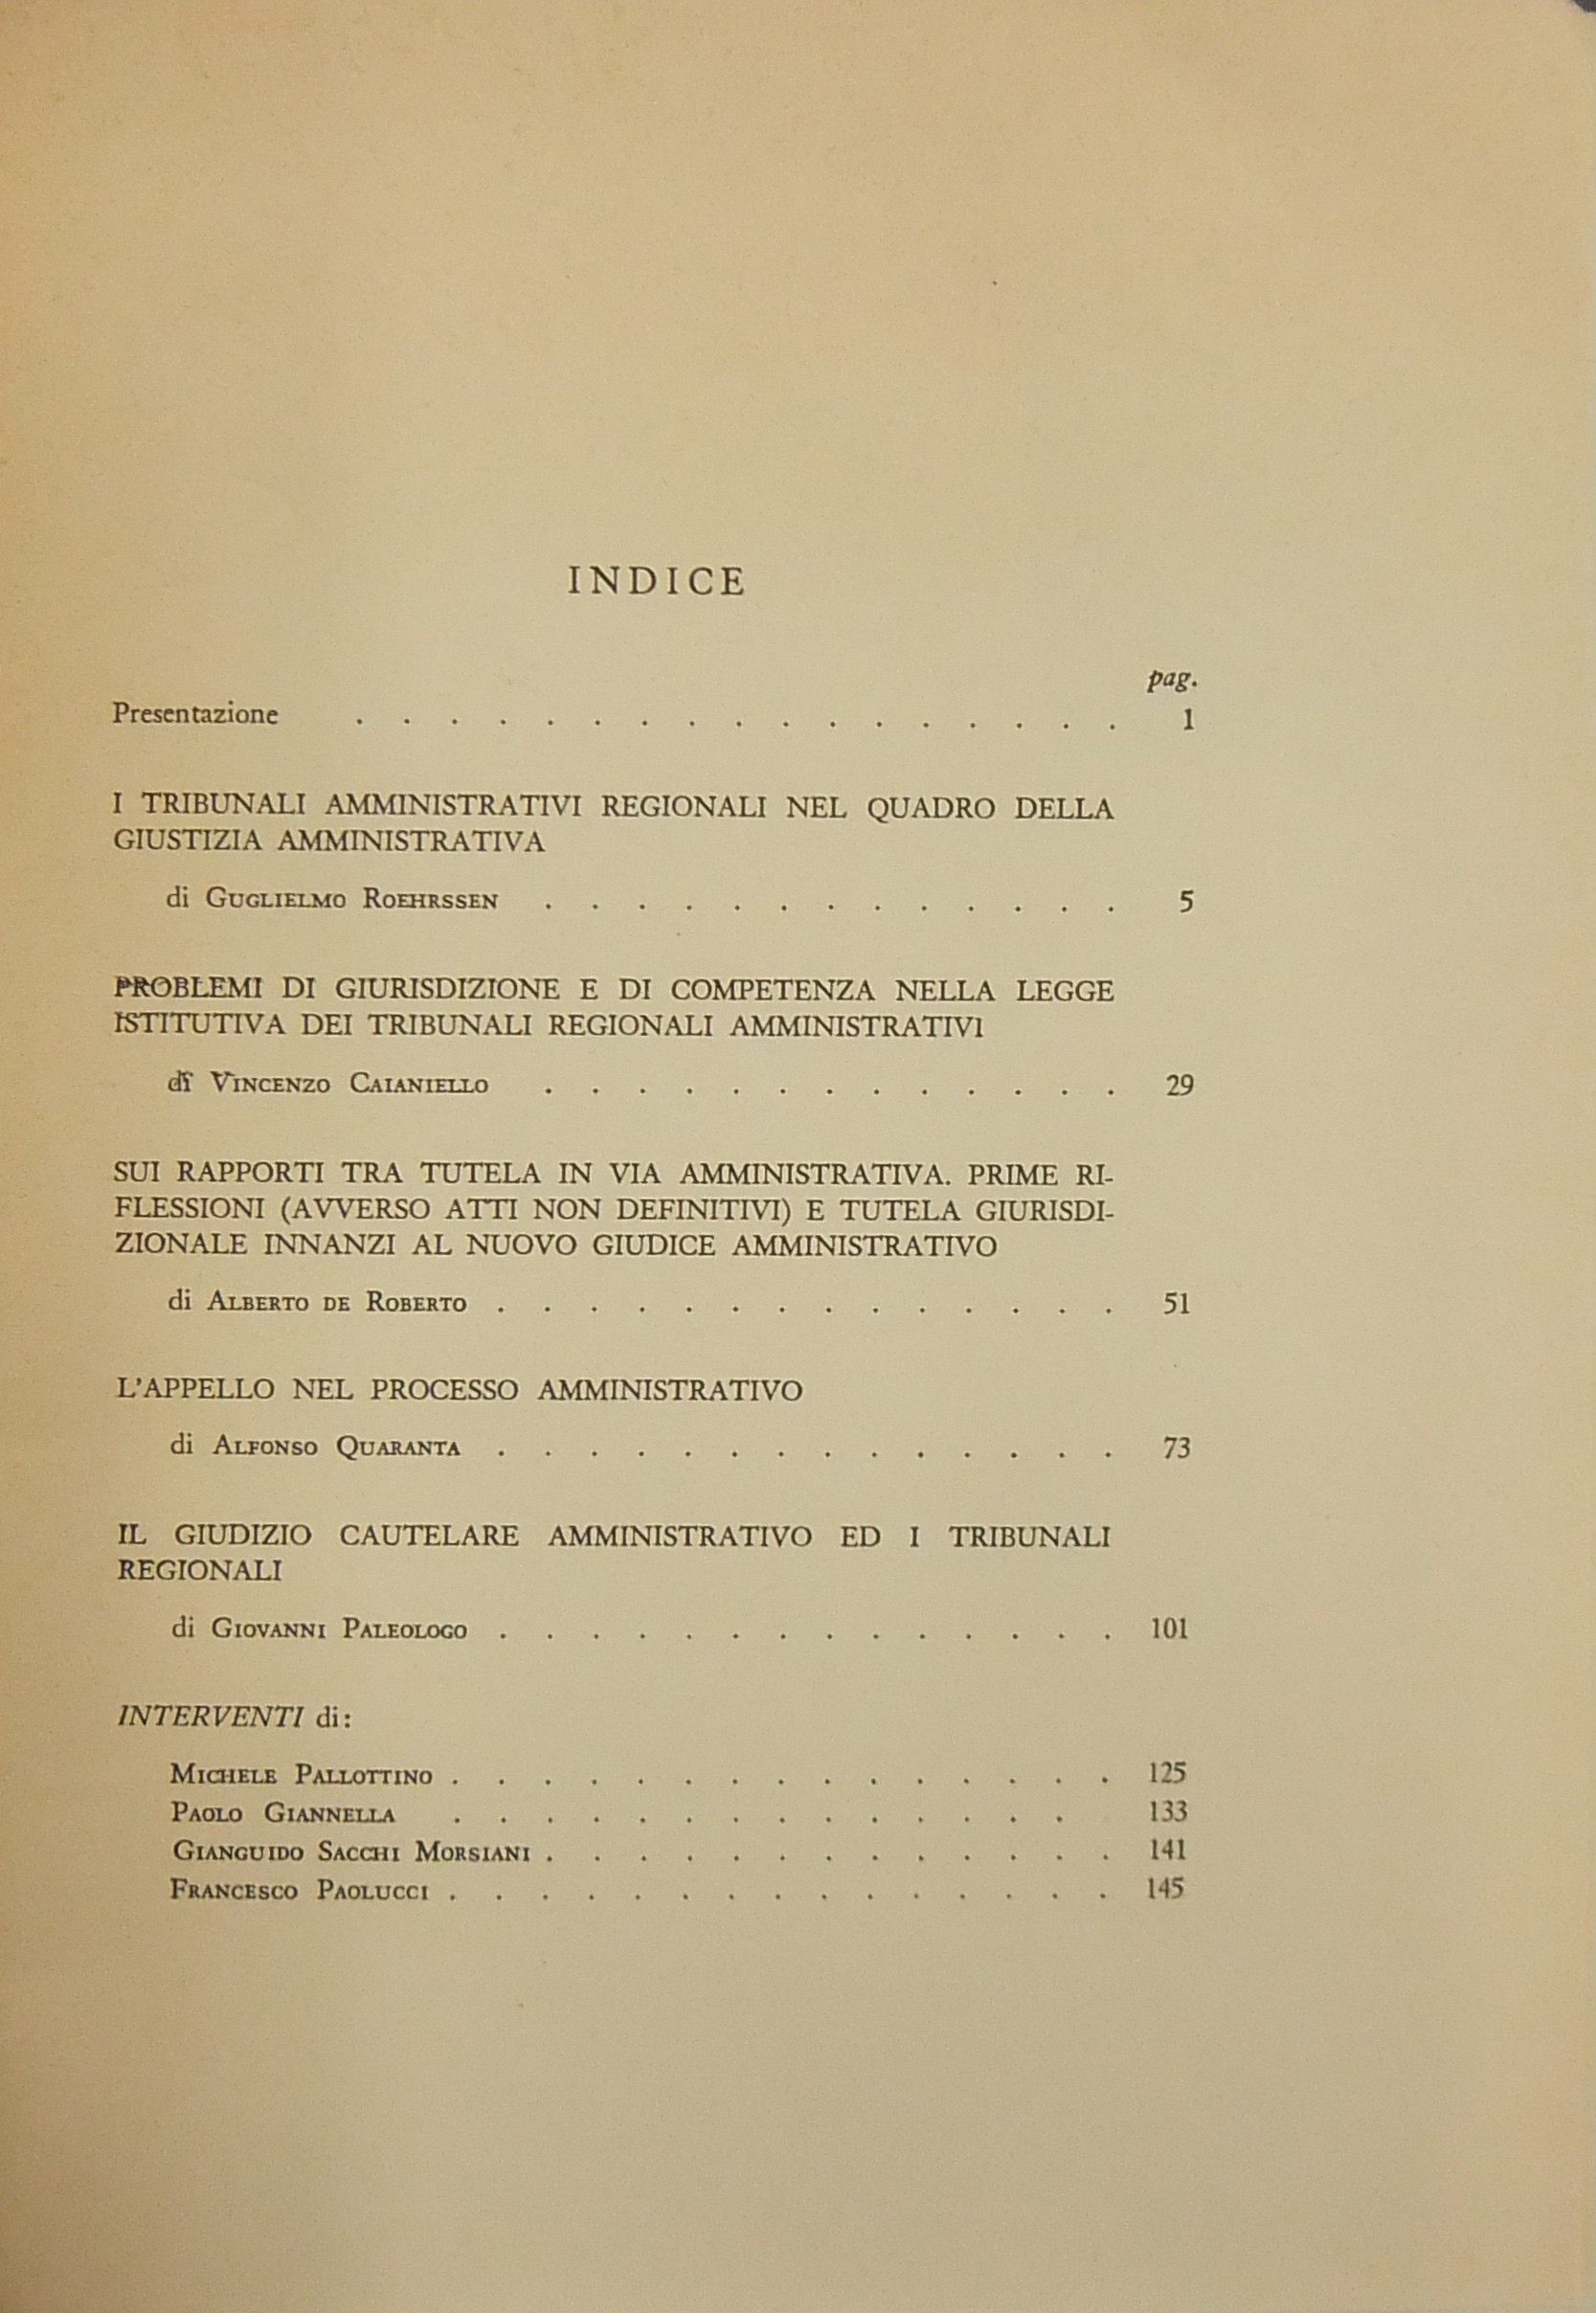 INDICE
pag.
Presentazione . . . . . . . . . . . . . . . . . 1
I TRIBUNALI AMMINISTRATIVI REGIONALI NEL QUADRO DELLA
GIUSTIZIA AMMINISTRATIVA
di Guglielmo Roehrssen . . . . . . . . . . . . . 5
PROBLEMI DI GIURISDIZIONE E DI COMPETENZA NELLA LEGGE
ISTITUTIVA DEI TRIBUNALI REGIONALI AMMINISTRATIVI
di Vincenzo Caianiello . . . . . . . . . . . . . 29
SUI RAPPORTI TRA TUTELA IN VIA AMMINISTRATIVA. PRIME RI-
FLESSIONI (AVVERSO ATTI NON DEFINITIVI) E TUTELA GIURISDI-
ZIONALE INNANZI AL NUOVO GIUDICE AMMINISTRATIVO
di Alberto de Roberto . . . . . . . . . . . . . . 51
L'APPELLO NEL PROCESSO AMMINISTRATIVO
di Alfonso Quaranta . . . . . . . . . . . . . . 73
IL GIUDIZIO CAUTELARE AMMINISTRATIVO ED I TRIBUNALI
REGIONALI
di Giovanni Paleologo . . . . . . . . . . . . . . 101
INTERVENTI di:
Michele Pallottino . . . . . . . . . . . . . . . 125
Paolo Giannella . . . . . . . . . . . . . . 133
Gianguido Sacchi Morsiani . . . . . . . . . . . . . 141
Francesco Paolucci . . . . . . . . . . . . . . . 145